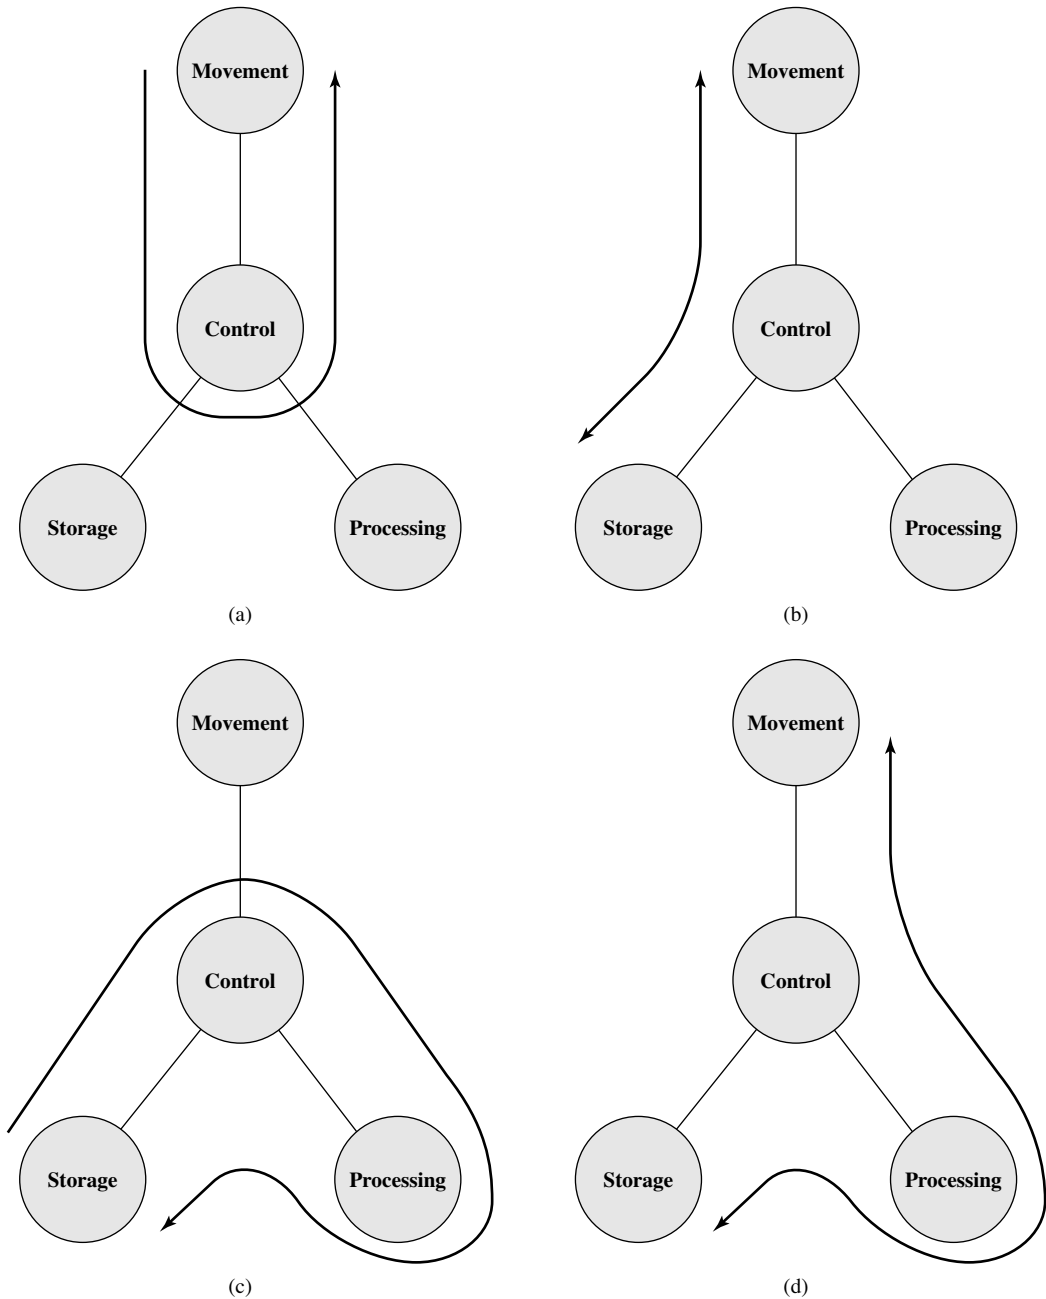 Movement
Movement
Control
Control
Storage
Processing
Storage
Processing
(a)
(b)
Movement
Movement
Control
Control
Storage
Processing
Storage
Processing
(c)
(d)